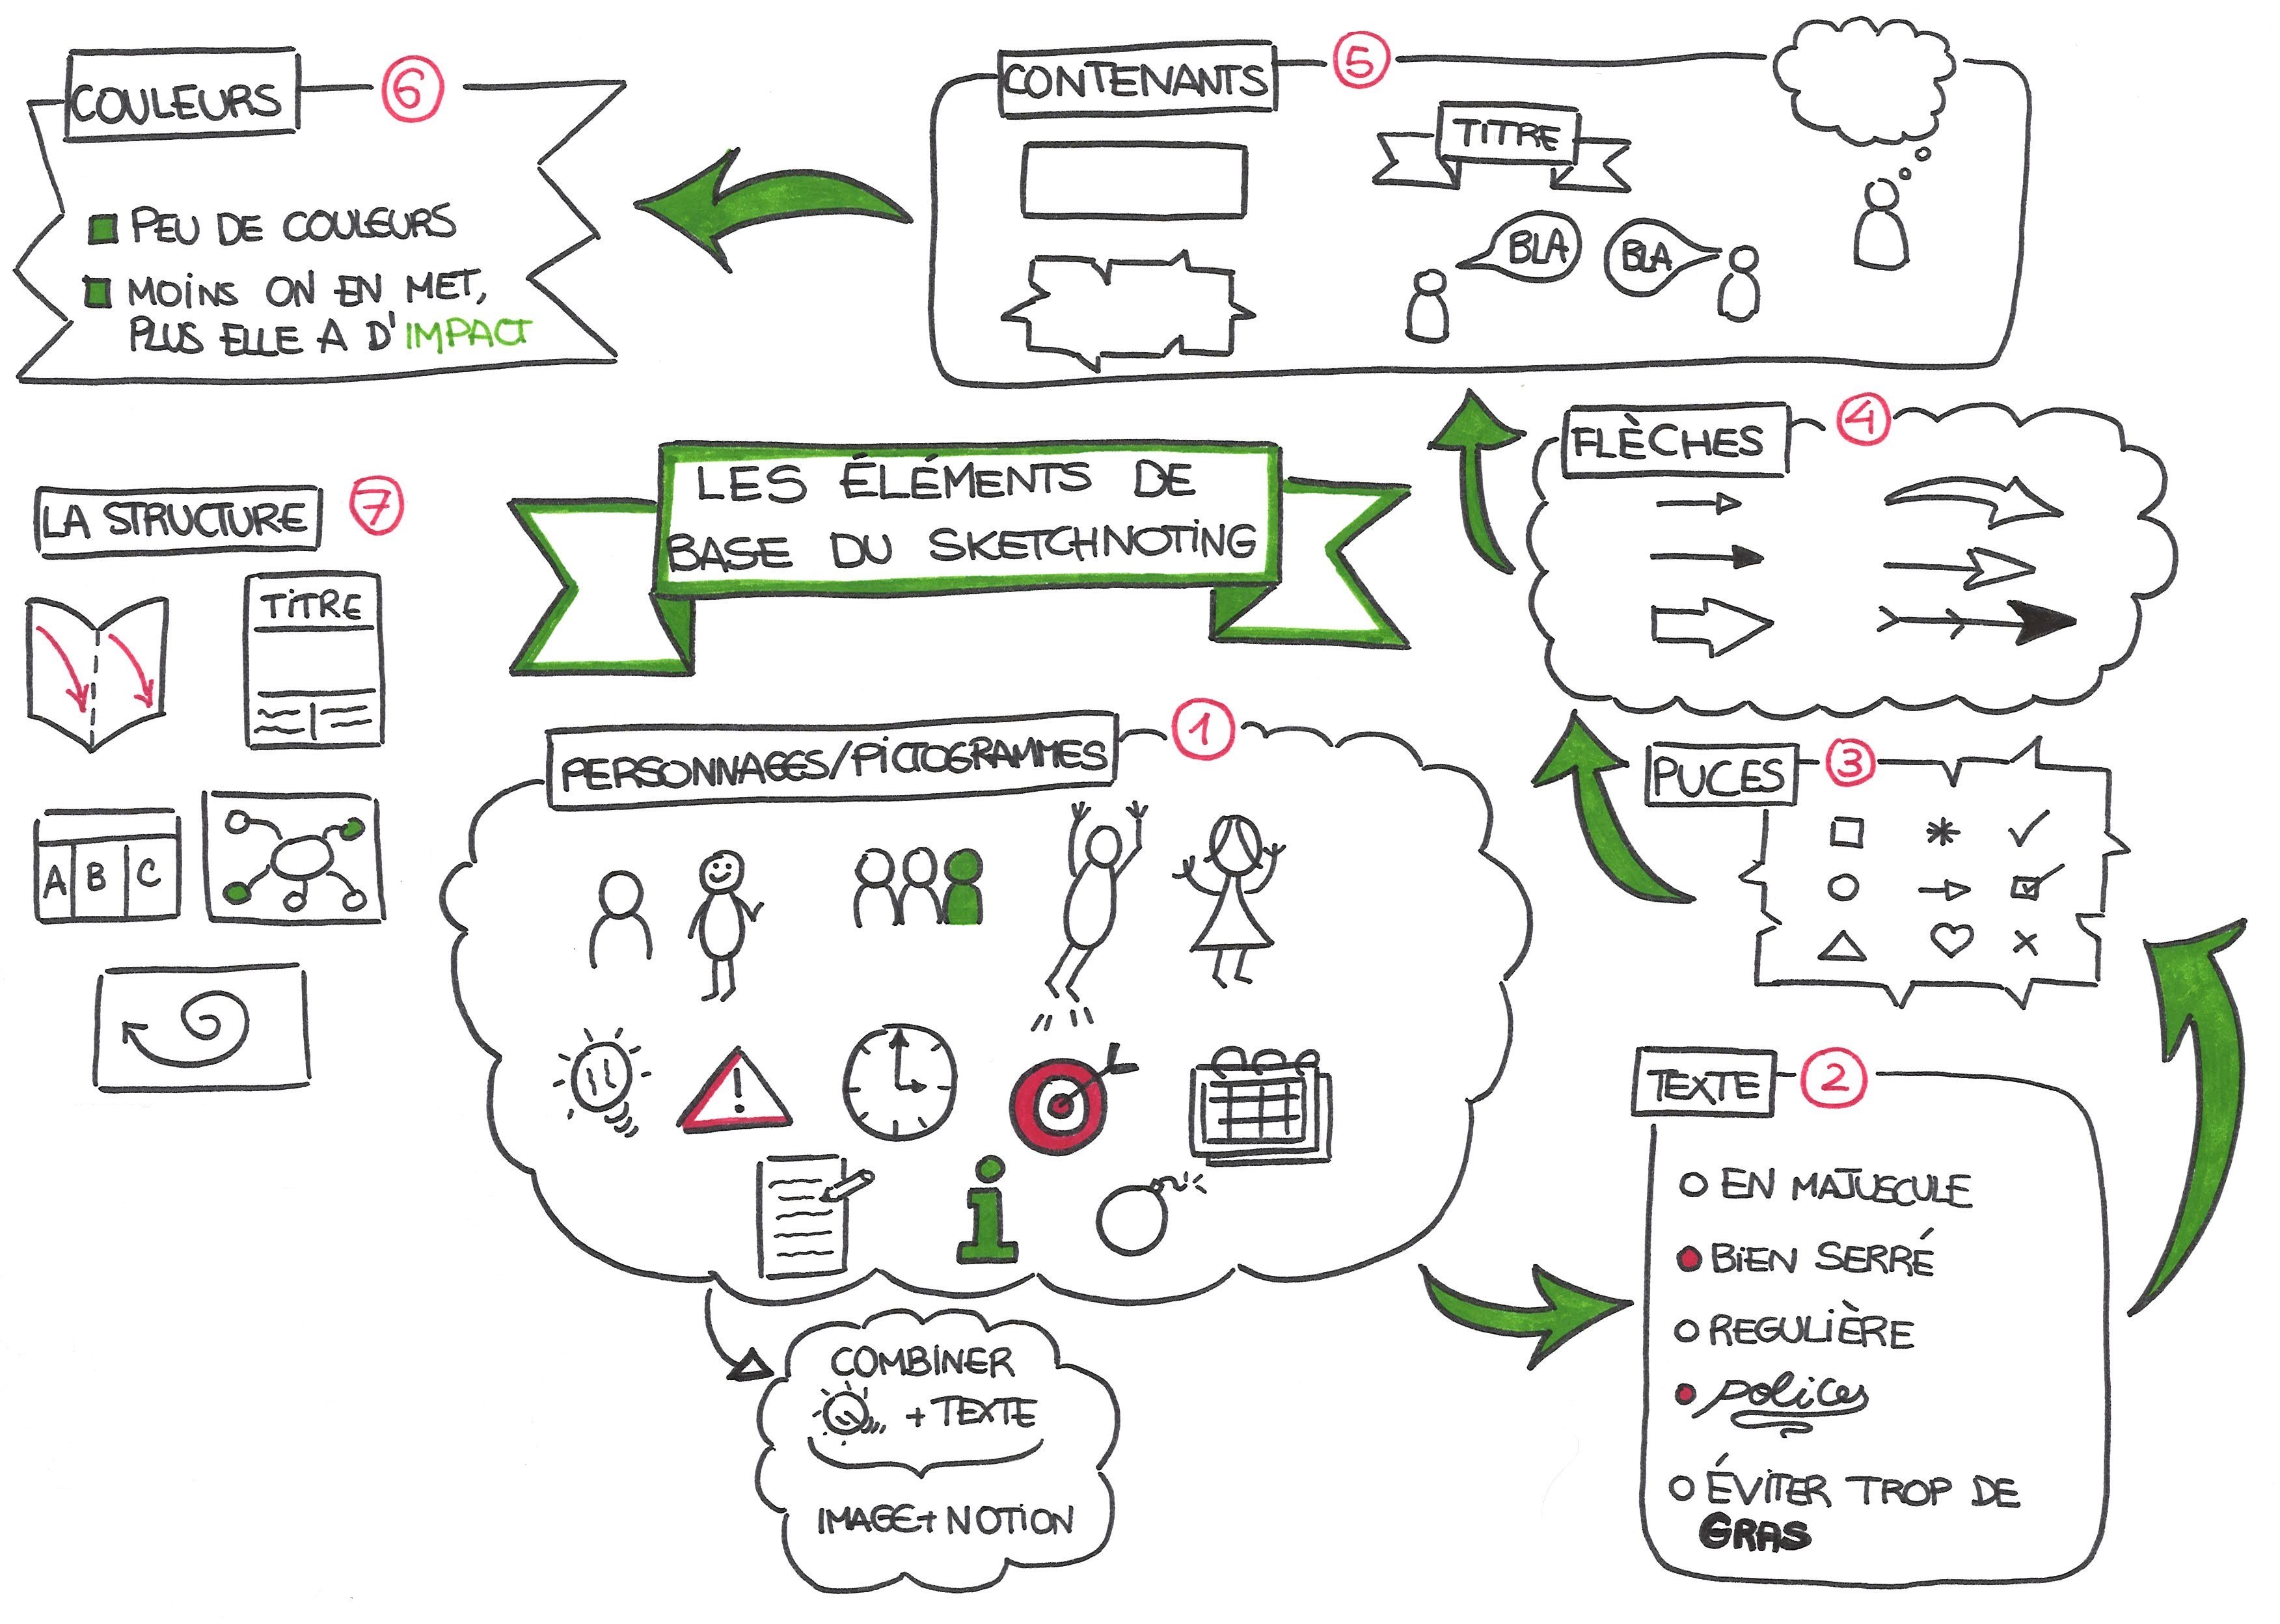 LES ÉLÉMENTS DE
BASE DU SKETCHNOTING
PERSONNAGES/PICTOGRAMMES
1
!
i
COMBINER
+ TEXTE
IMAGE + NOTION
TEXTE
2
EN MAJUSCULE
BIEN SERRÉ
REGULIÈRE
polices
ÉVITER TROP DE
GRAS
PUCES
3
FLÈCHES
4
CONTENANTS
5
TITRE
BLA
BLA
COULEURS
6
PEU DE COULEURS
MOINS ON EN MET,
PLUS ELLE A D'IMPACT
LA STRUCTURE
7
TITRE
A B C